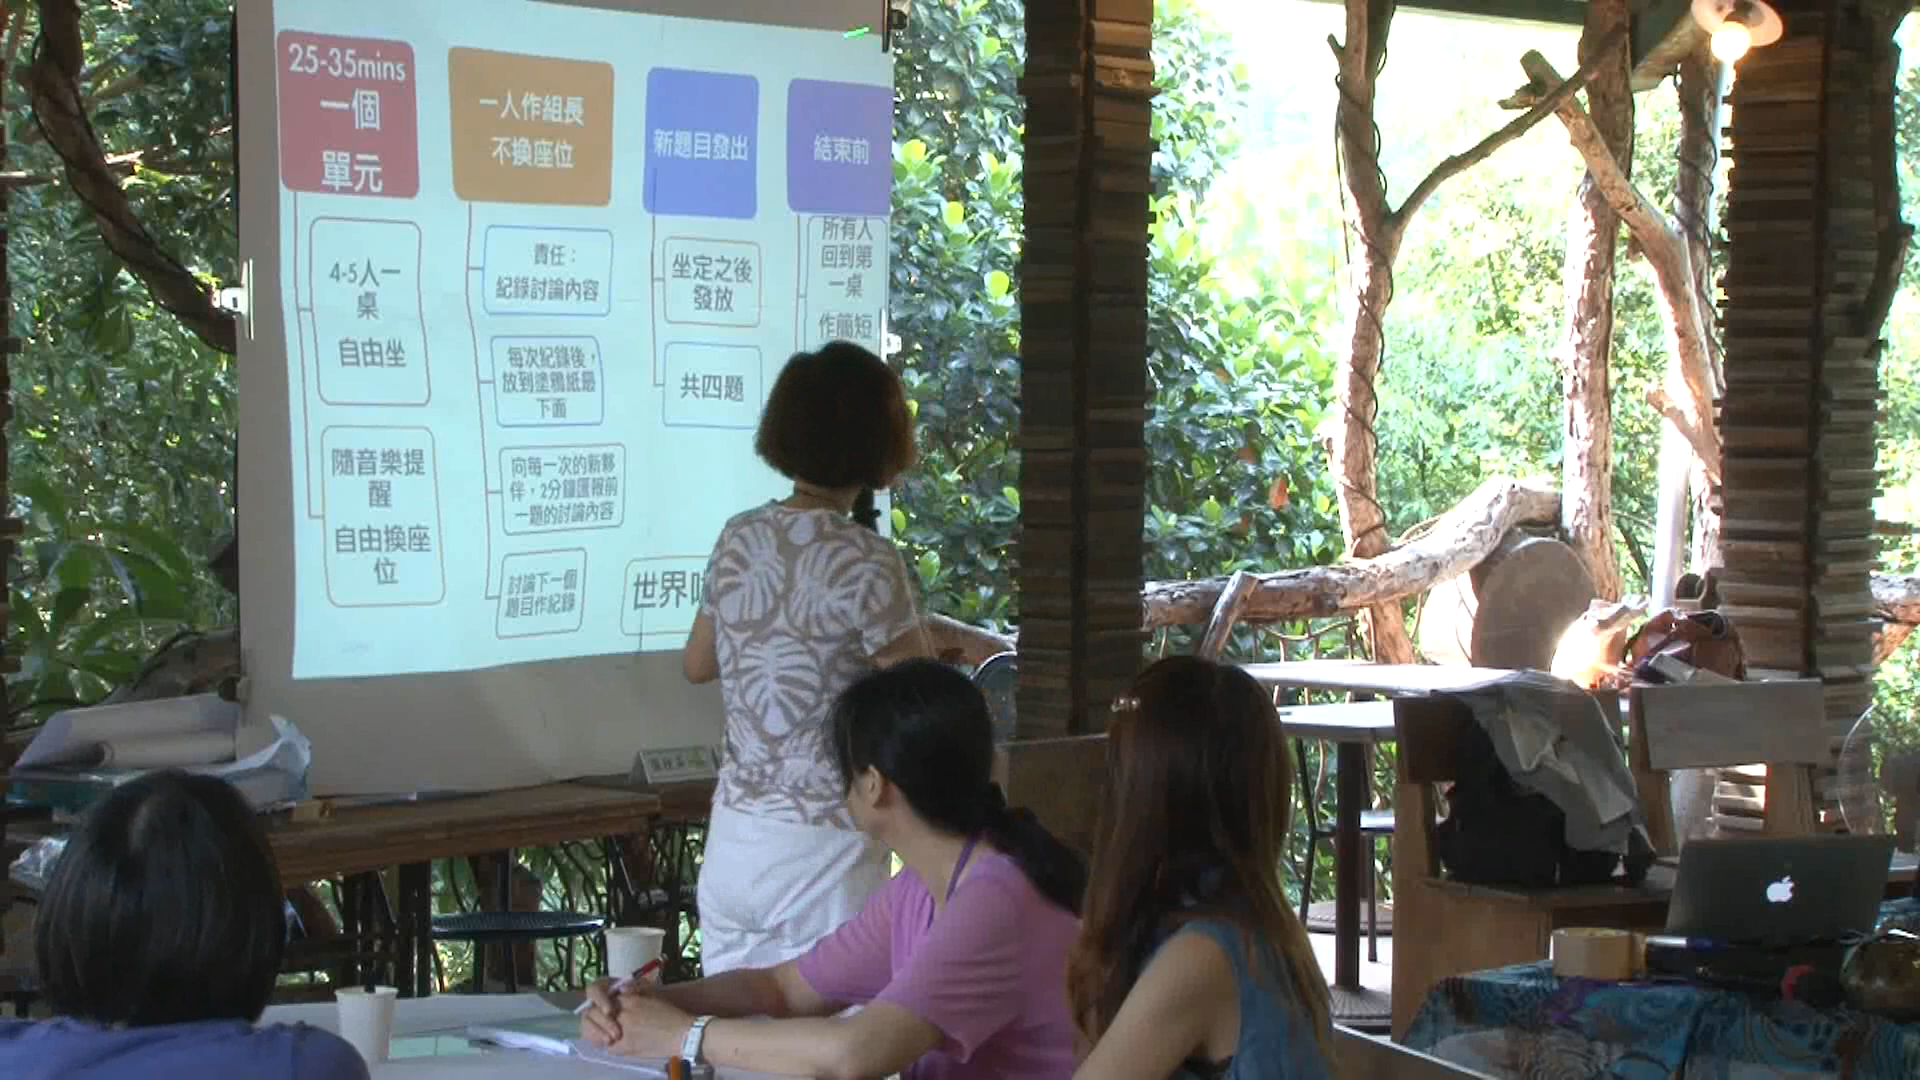 25-35mins
一個
單元
4-5人一
桌
自由坐
隨音樂提
醒
自由換座
位
一人作組長
不換座位
責任：
紀錄討論內容
每次紀錄後，
放到塗鴉紙最
下面
向每一次的新夥
伴，2分鐘匯報前
一題的討論內容
討論下一個
題目作紀錄
新題目發出
坐定之後
發放
共四題
結束前
所有人
回到第
一桌
作簡短
世界